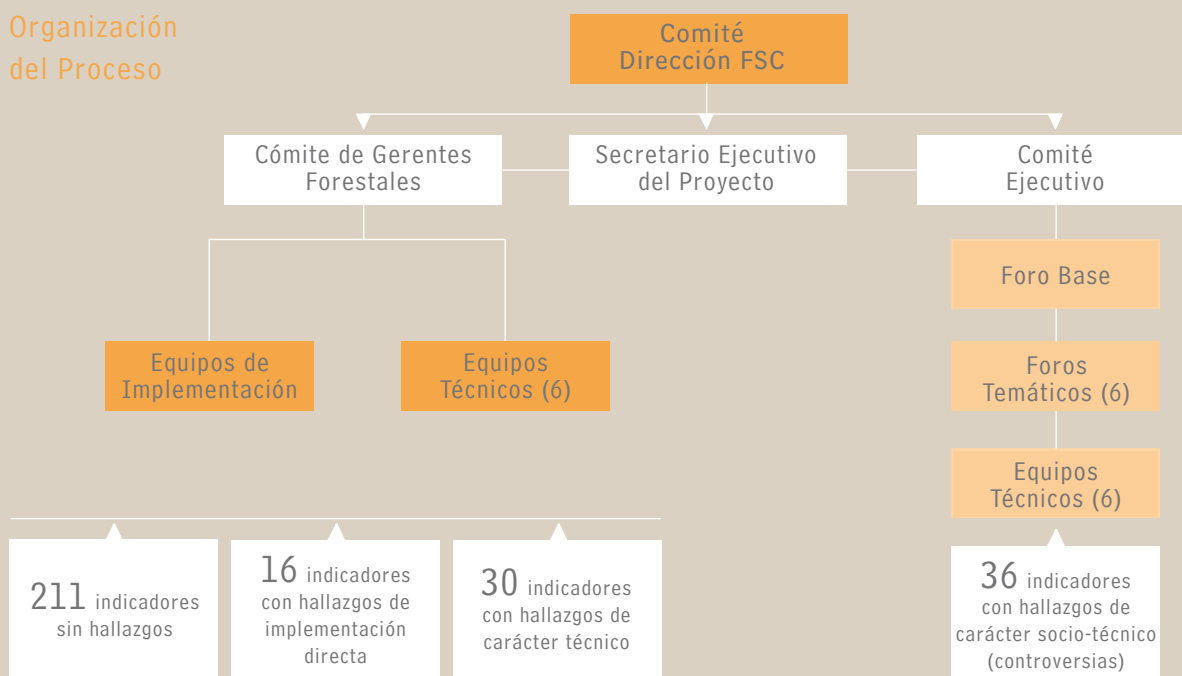 Organización
del Proceso
Comité
Dirección FSC
Cómite de Gerentes
Forestales
Secretario Ejecutivo
del Proyecto
Comité
Ejecutivo
Foro Base
Equipos de
Implementación
Equipos
Técnicos (6)
Foros
Temáticos (6)
Equipos
Técnicos (6)
211 indicadores
sin hallazgos
16 indicadores
con hallazgos de
implementación
directa
30 indicadores
con hallazgos de
carácter técnico
36 indicadores
con hallazgos de
carácter socio-técnico
(controversias)